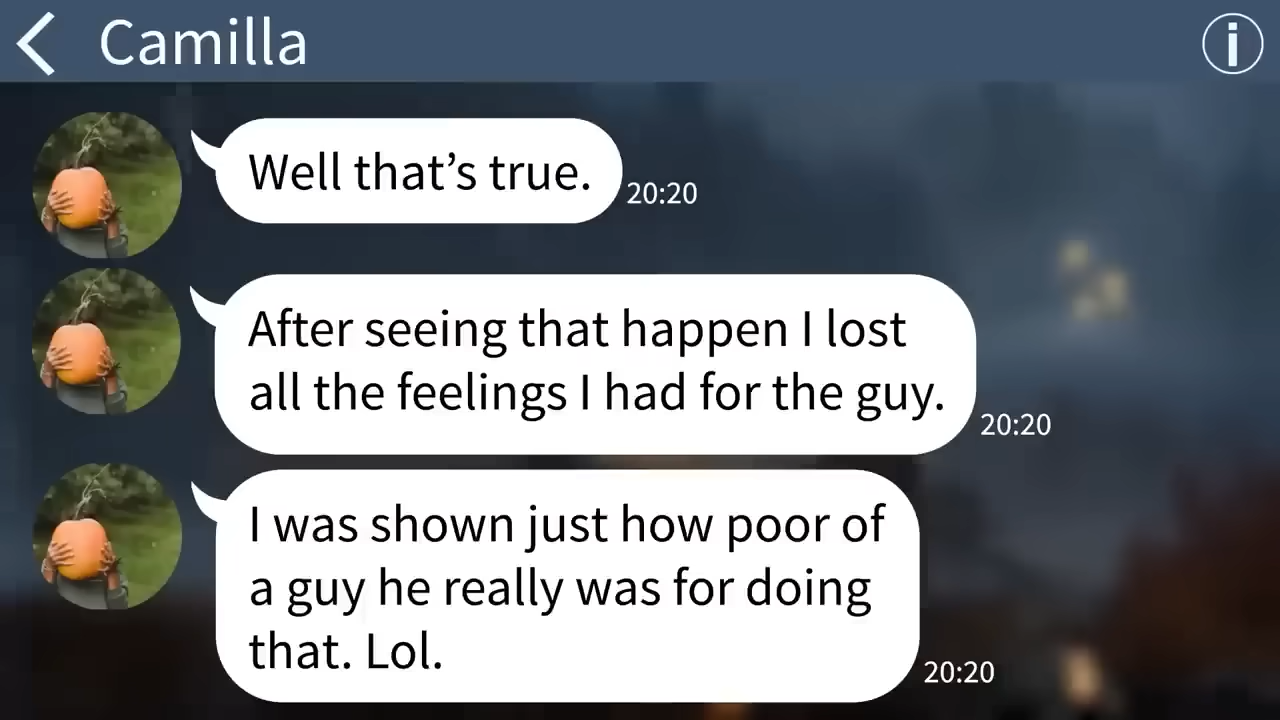 Camilla
Well that’s true.
20:20
After seeing that happen I lost
all the feelings I had for the guy.
20:20
I was shown just how poor of
a guy he really was for doing
that. Lol.
20:20